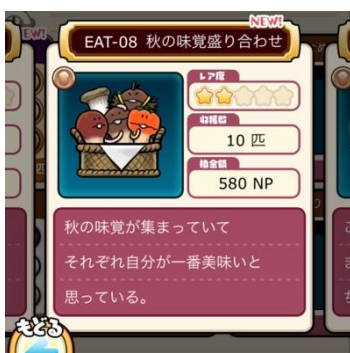 NEW!
EW!
EAT-08 秋の味覚盛り合わせ
レア度
収穫数
10 匹
換金額
580 NP
秋の味覚が集まっていて
それぞれ自分が一番美味いと
思っている。
もどる